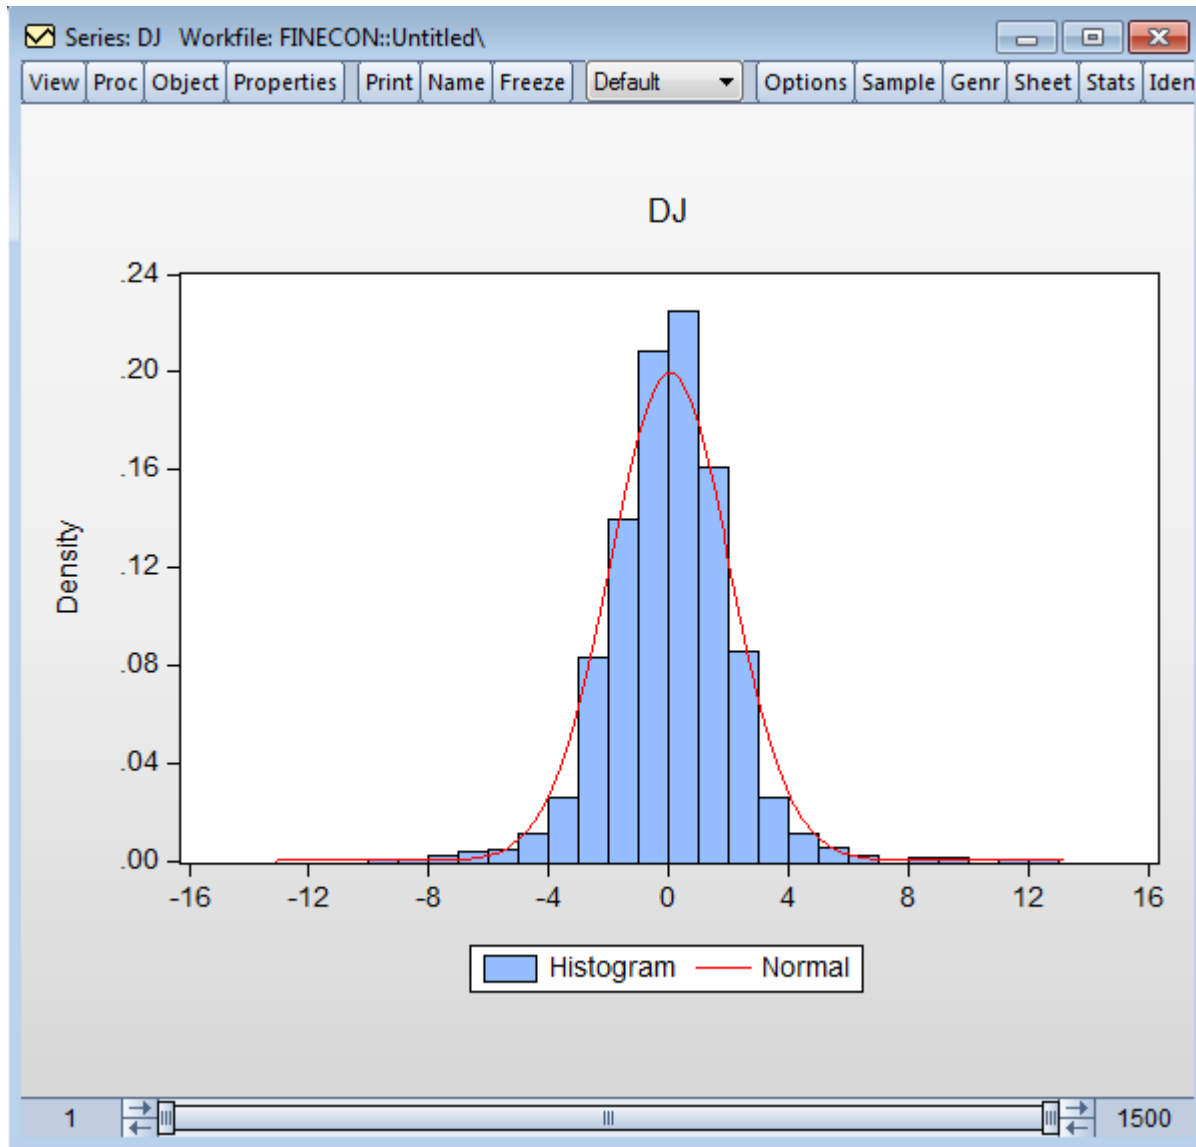 Series: DJ Workfile: FINECON::Untitled\
View Proc Object Properties Print Name Freeze Default Options Sample Genr Sheet Stats Iden
DJ
.24
.20
.16
.12
.08
.04
.00
Density
-16 -12 -8 -4 0 4 8 12 16
Histogram Normal
1 1500